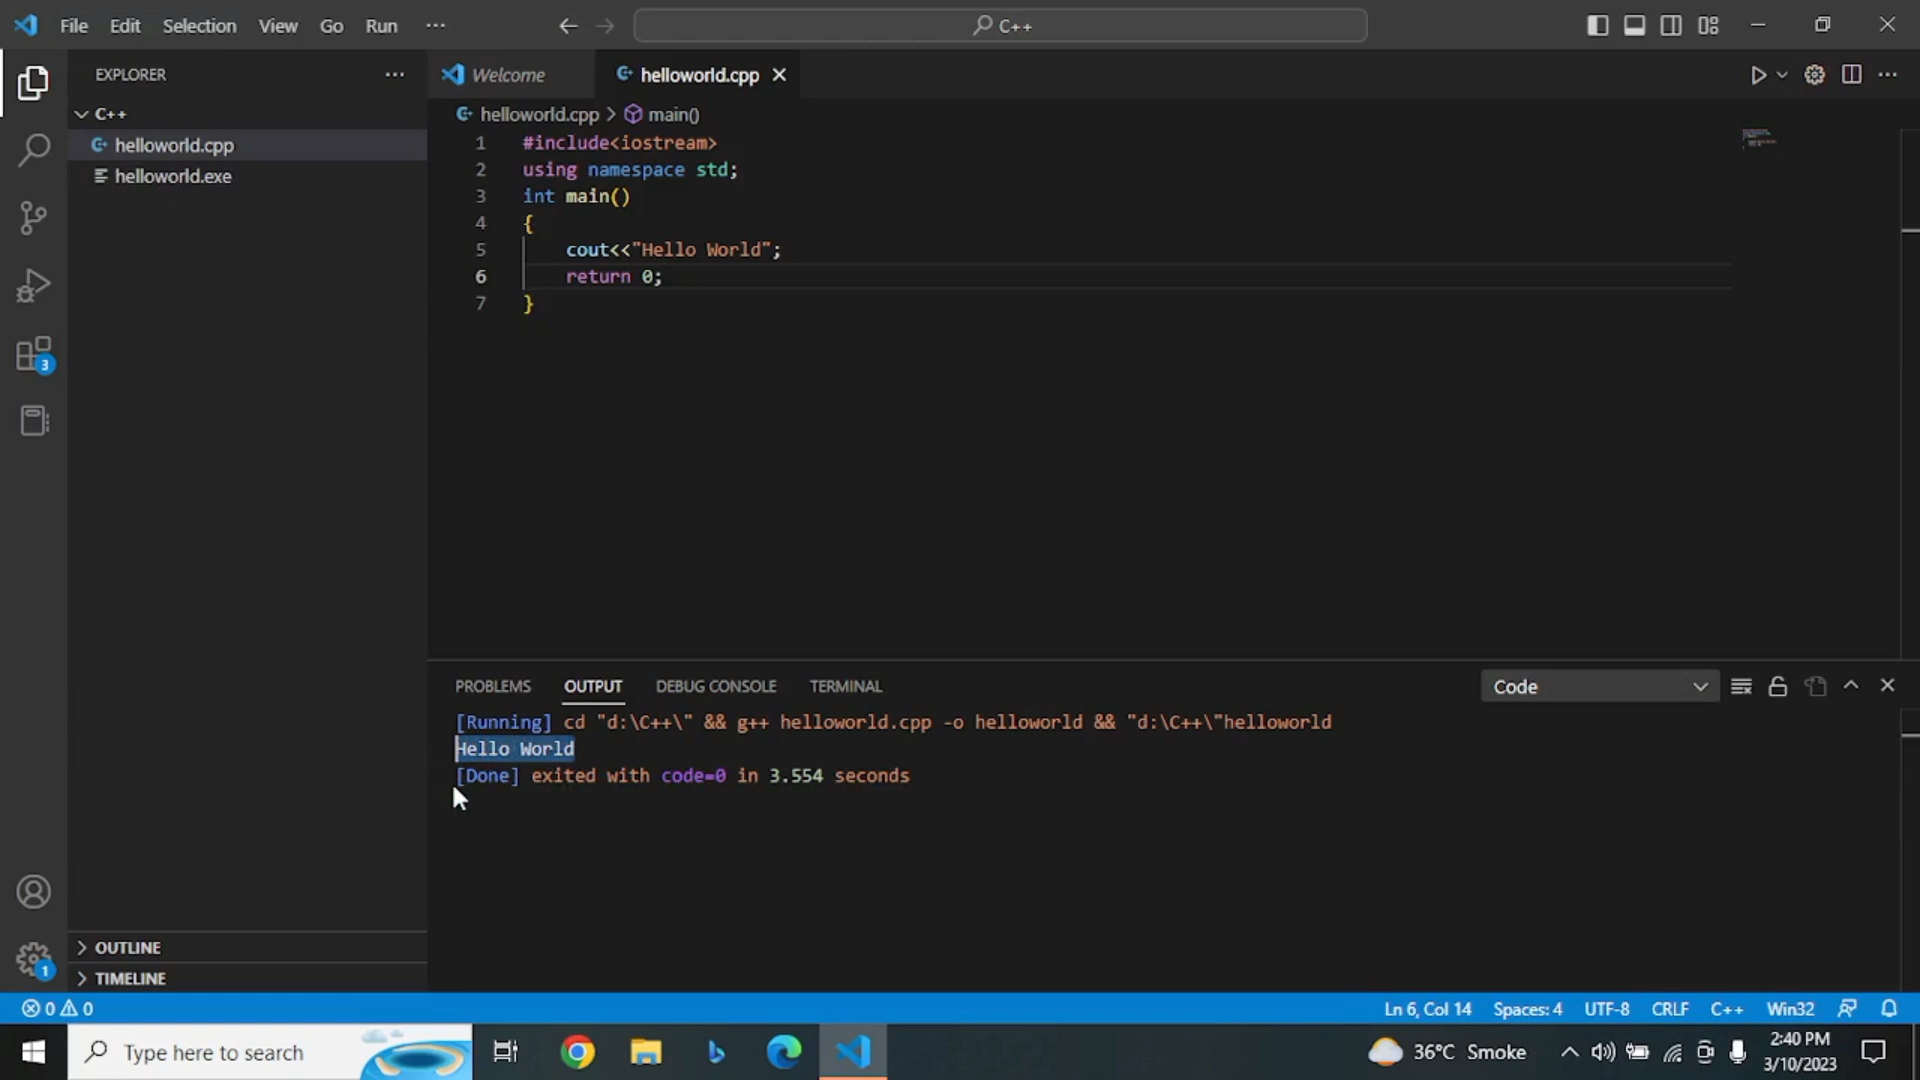 File Edit Selection View Go Run ···
C++
EXPLORER ···
C++
helloworld.cpp
helloworld.exe
Welcome
helloworld.cpp
helloworld.cpp > main()
1 #include<iostream>
2 using namespace std;
3 int main()
4 {
5 cout<<"Hello World";
6 return 0;
7 }
3
PROBLEMS OUTPUT DEBUG CONSOLE TERMINAL
Code
[Running] cd "d:\C++\" && g++ helloworld.cpp -o helloworld && "d:\C++\"helloworld
Hello World
[Done] exited with code=0 in 3.554 seconds
OUTLINE
1
TIMELINE
0 0
Ln 6, Col 14 Spaces: 4 UTF-8 CRLF C++ Win32
Type here to search
36°C Smoke
2:40 PM
3/10/2023